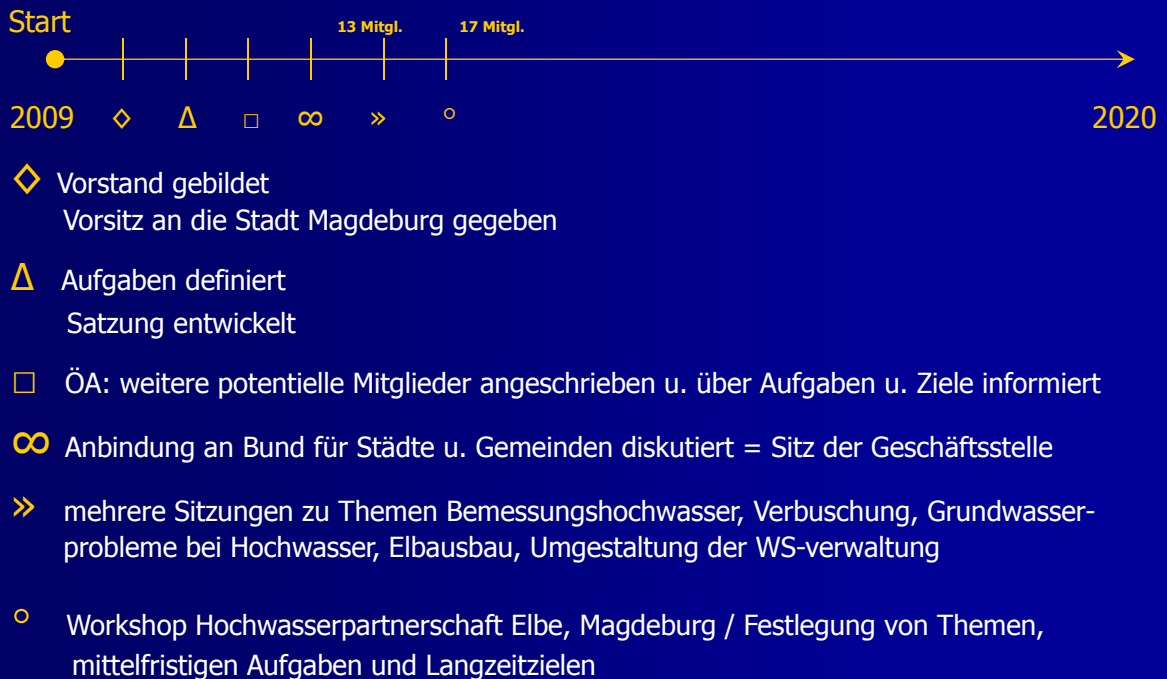 Start
13 Mitgl. 17 Mitgl.
2009 ◊ Δ □ ∞ » ° 2020
◊ Vorstand gebildet
Vorsitz an die Stadt Magdeburg gegeben
Δ Aufgaben definiert
Satzung entwickelt
□ ÖA: weitere potentielle Mitglieder angeschrieben u. über Aufgaben u. Ziele informiert
∞ Anbindung an Bund für Städte u. Gemeinden diskutiert = Sitz der Geschäftsstelle
» mehrere Sitzungen zu Themen Bemessungshochwasser, Verbuschung, Grundwasser-
probleme bei Hochwasser, Elbausbau, Umgestaltung der WS-verwaltung
° Workshop Hochwasserpartnerschaft Elbe, Magdeburg / Festlegung von Themen,
mittelfristigen Aufgaben und Langzeitzielen